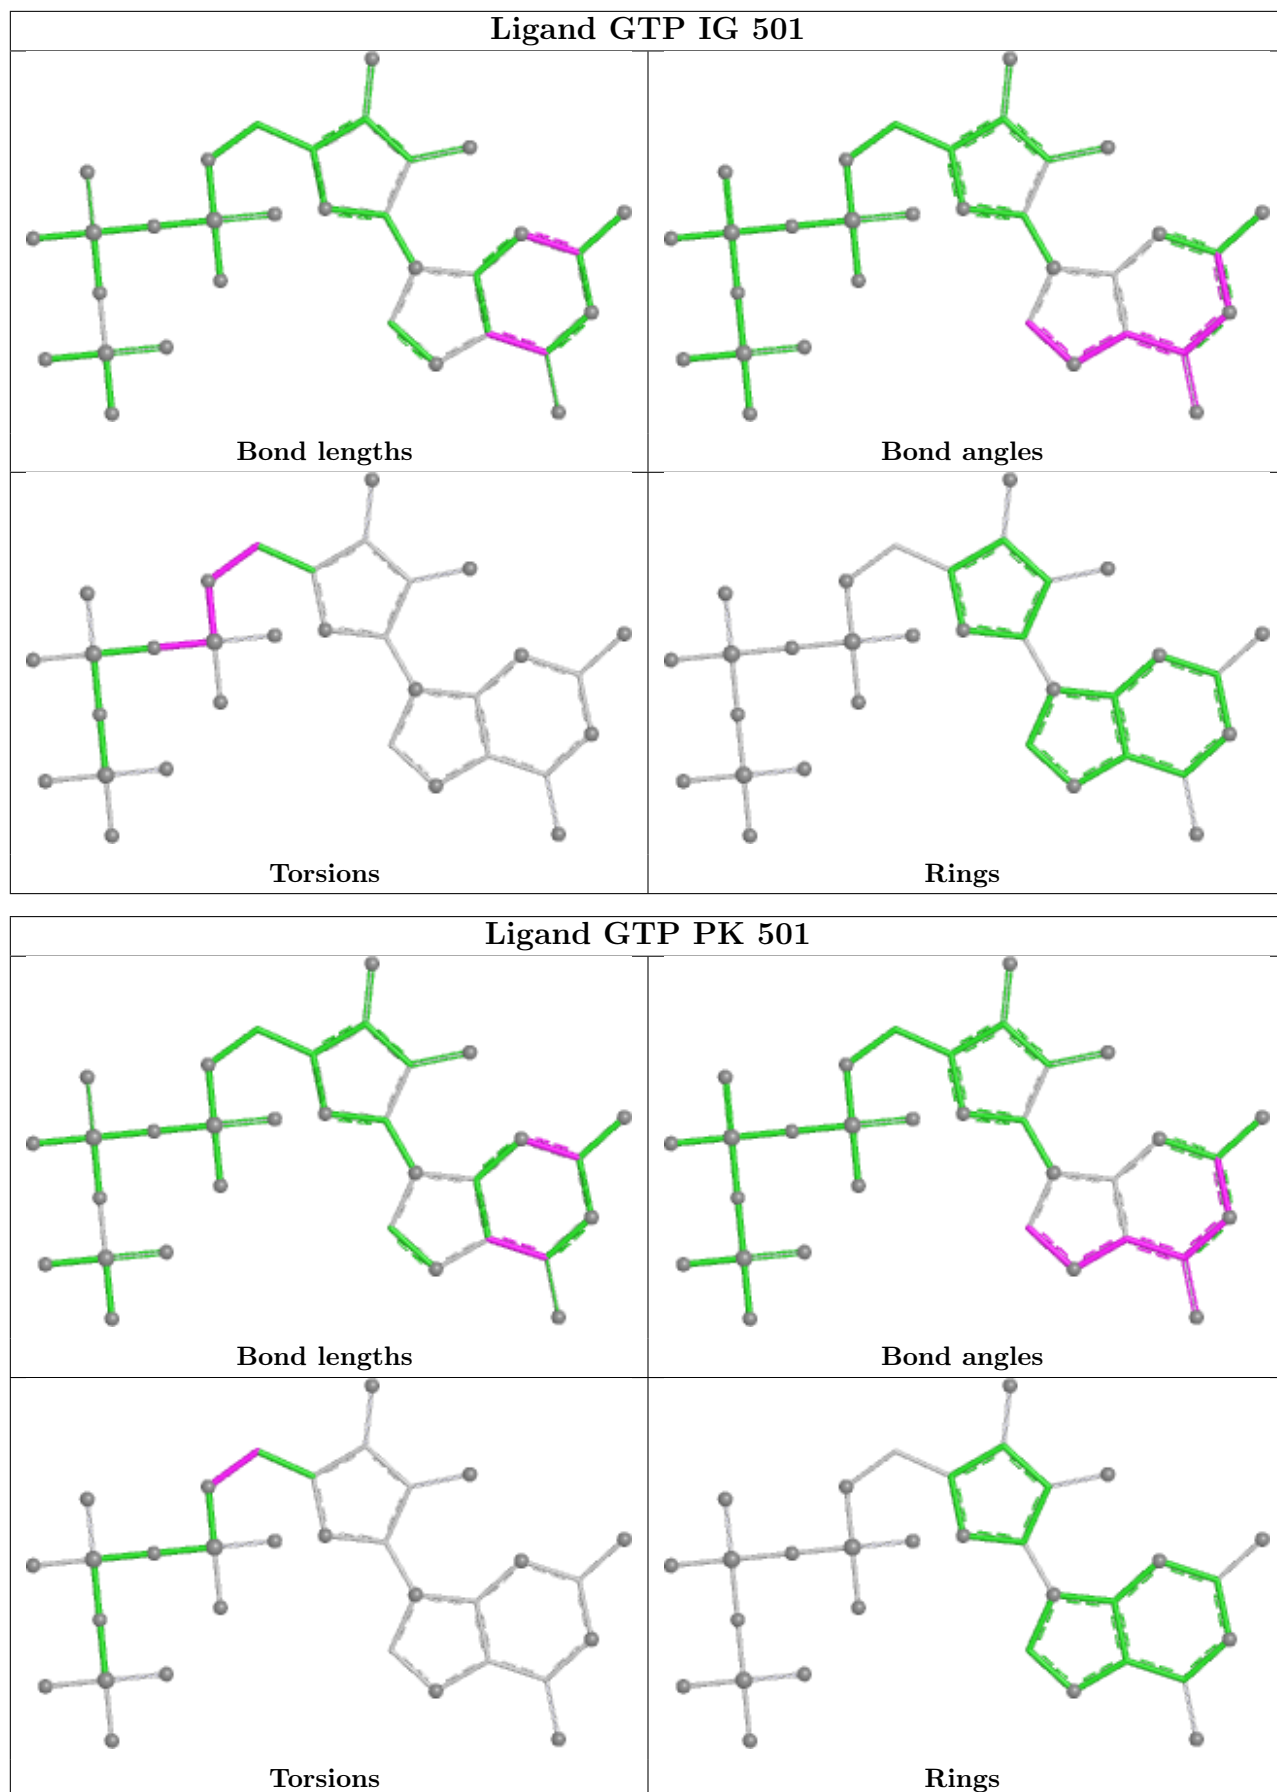 Ligand GTP IG 501
Bond lengths
Bond angles
Torsions
Rings
Ligand GTP PK 501
Bond lengths
Bond angles
Torsions
Rings